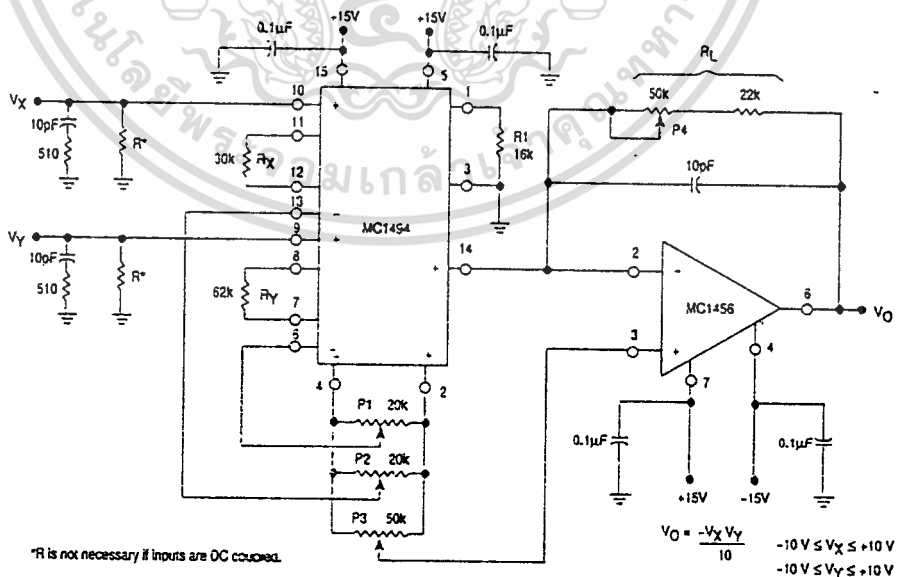 0.1µF
+15V
+15V
0.1µF
15
5
RL
50k
22k
P4
VX
10pF
510
R*
10
+
11
30k
RX
12
13
−
1
R1
16k
3
10pF
MC1494
VY
10pF
510
R*
9
+
8
62k
RY
7
6
−
14
+
2
−
MC1456
6
VO
3
+
4
7
4
−
+
2
P1
20k
P2
20k
P3
50k
0.1µF
0.1µF
+15V
-15V
VO = -VX VY
10
-10 V ≤ VX ≤ +10 V
-10 V ≤ VY ≤ +10 V
*R is not necessary if inputs are DC coupled.